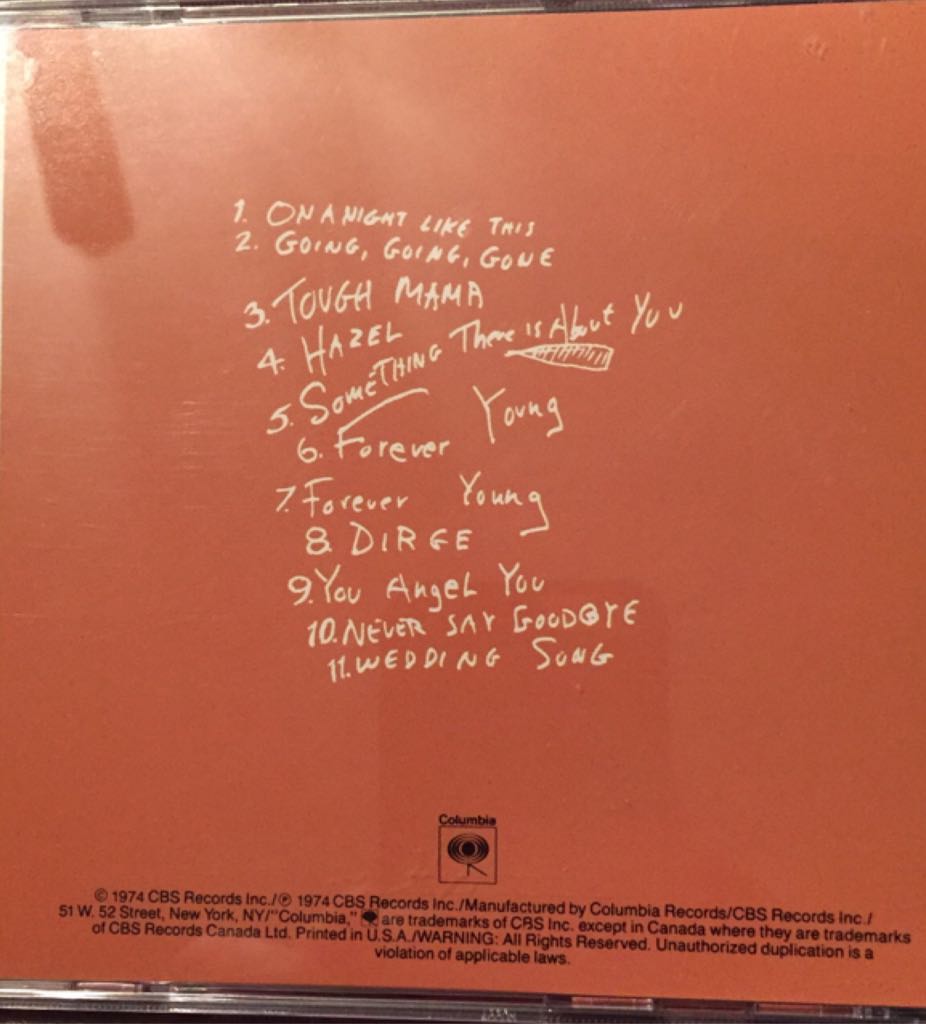 1. ON A NIGHT LIKE THIS
2. GOING, GOING, GONE
3. TOUGH MAMA
4. HAZEL
5. SOMETHING There is About You
6. Forever Young
7. Forever Young
8. DIRGE
9. You Angel You
10. NEVER SAY GOODBYE
11. WEDDING SONG
Columbia
© 1974 CBS Records Inc./℗ 1974 CBS Records Inc./Manufactured by Columbia Records/CBS Records Inc./
51 W. 52 Street, New York, NY/"Columbia," are trademarks of CBS Inc. except in Canada where they are trademarks
of CBS Records Canada Ltd. Printed in U.S.A./WARNING: All Rights Reserved. Unauthorized duplication is a
violation of applicable laws.